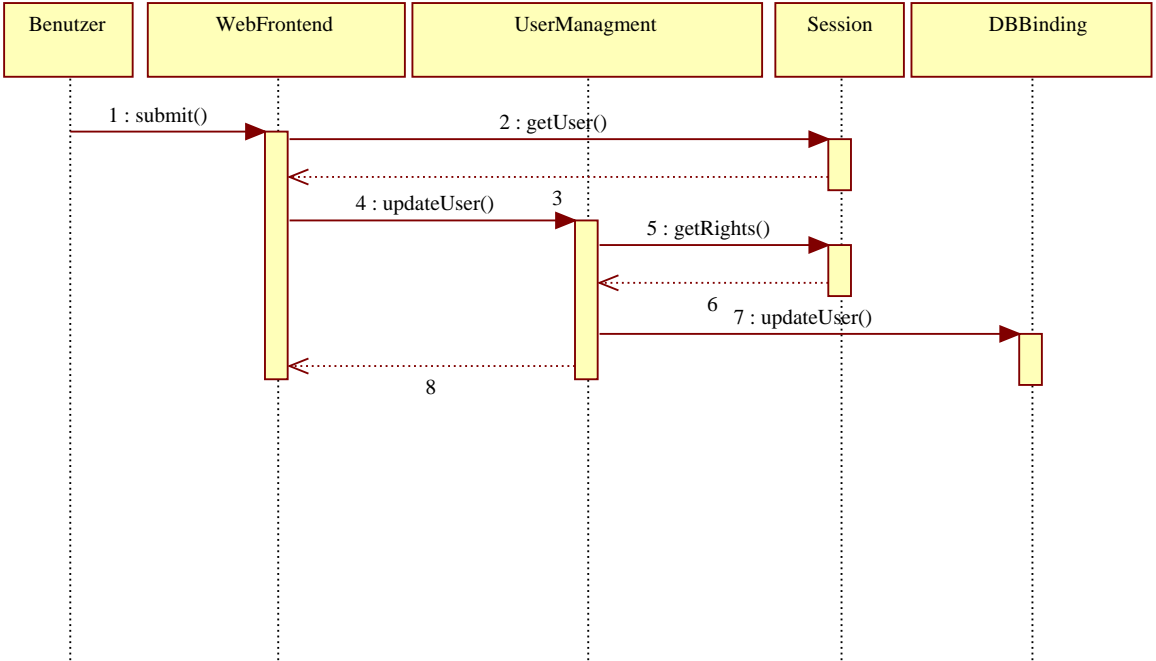 Benutzer
WebFrontend
UserManagment
Session
DBBinding
1 : submit()
2 : getUser()
3
4 : updateUser()
5 : getRights()
6
7 : updateUser()
8